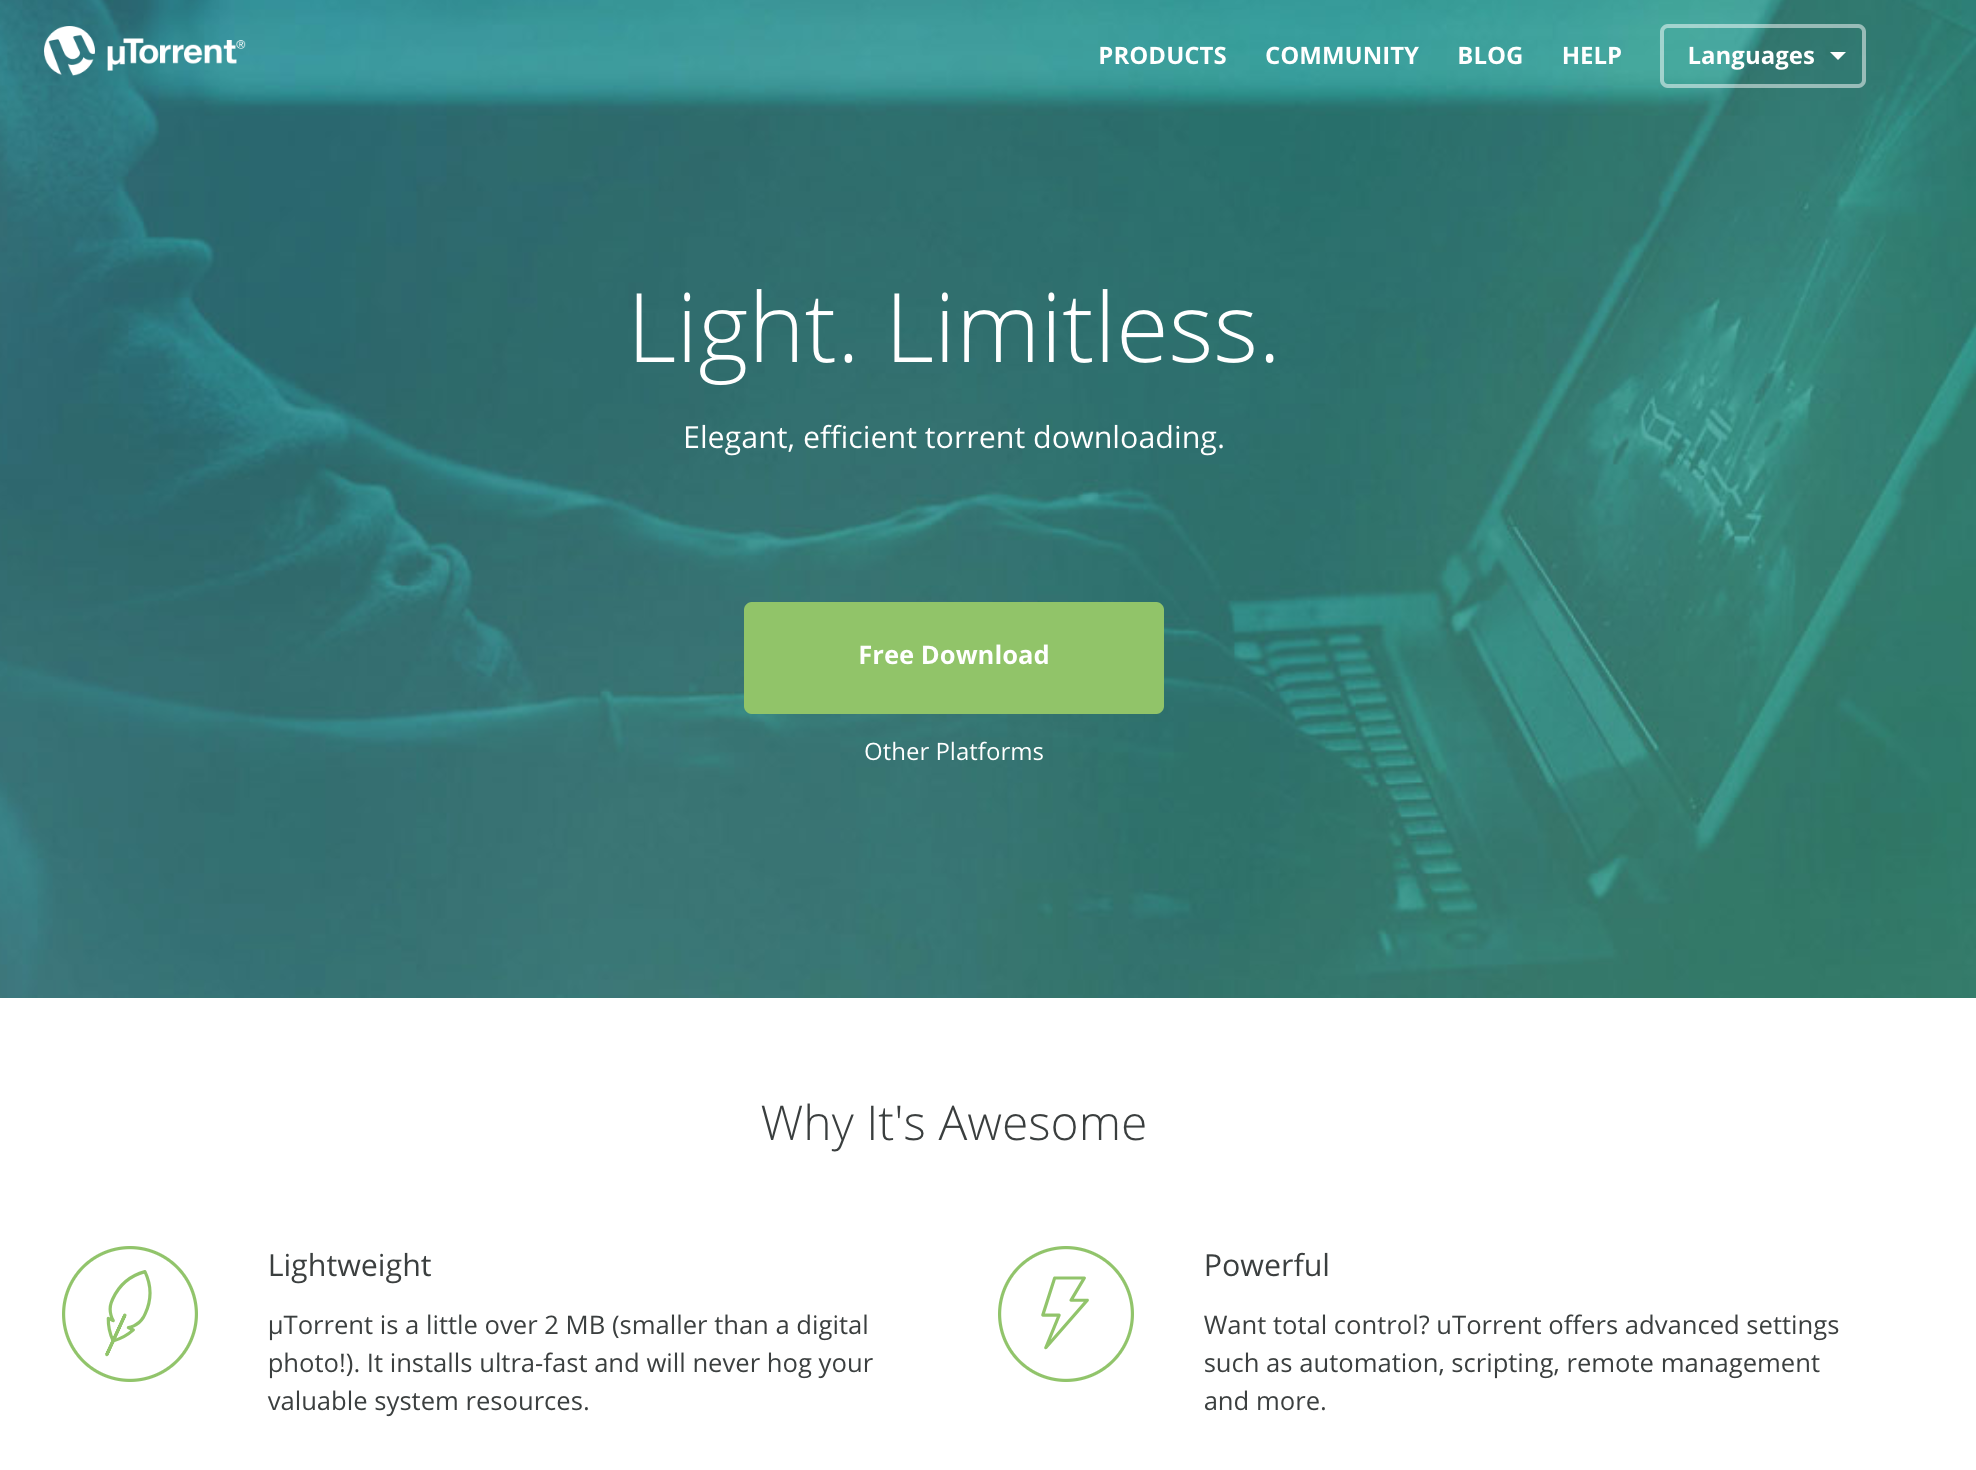 µTorrent®
PRODUCTS COMMUNITY BLOG HELP Languages
Light. Limitless.
Elegant, efficient torrent downloading.
Free Download
Other Platforms
Why It's Awesome
Lightweight
µTorrent is a little over 2 MB (smaller than a digital
photo!). It installs ultra-fast and will never hog your
valuable system resources.
Powerful
Want total control? uTorrent offers advanced settings
such as automation, scripting, remote management
and more.